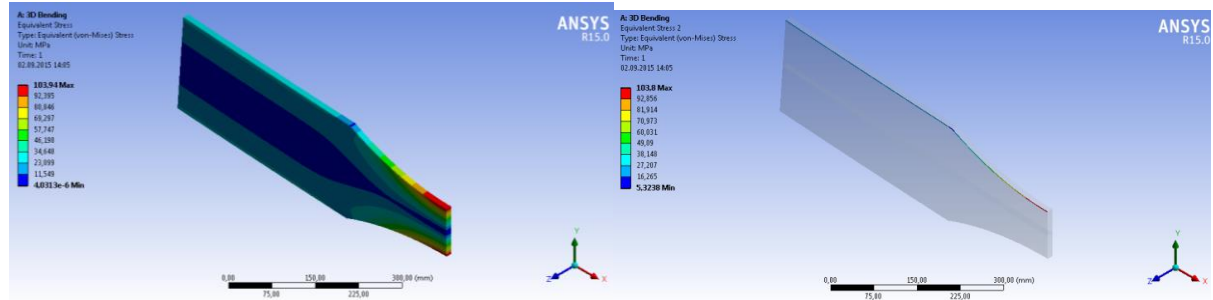 A: 3D Bending
Equivalent Stress
Type: Equivalent (von-Mises) Stress
Unit: MPa
Time: 1
02.09.2015 14:05
103,94 Max
92,395
80,846
69,297
57,747
46,198
34,648
23,099
11,549
4,0313e-6 Min
ANSYS
R15.0
0,00
150,00
300,00 (mm)
75,00
225,00
Y
Z
X
A: 3D Bending
Equivalent Stress 2
Type: Equivalent (von-Mises) Stress
Unit: MPa
Time: 1
02.09.2015 14:05
103,8 Max
92,856
81,914
70,973
60,031
49,09
38,148
27,207
16,265
5,3238 Min
ANSYS
R15.0
0,00
150,00
300,00 (mm)
75,00
225,00
Y
Z
X